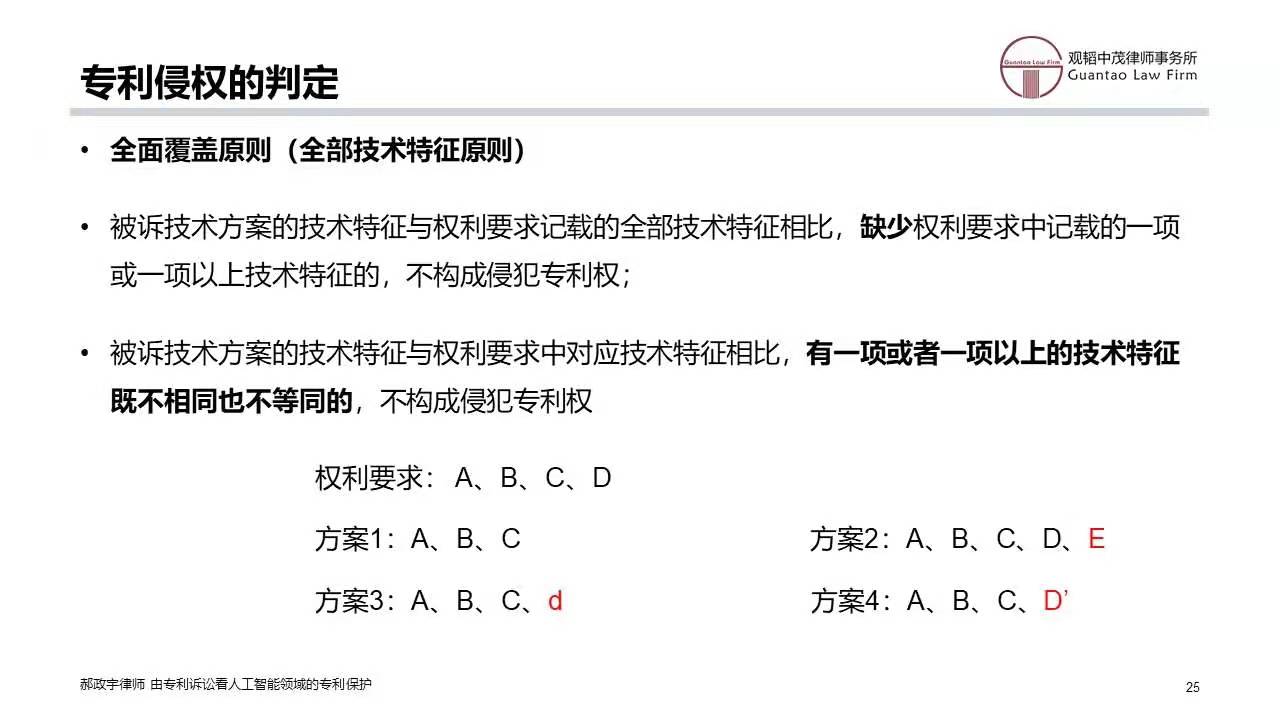 专利侵权的判定
Guantao Law Firm
观韬中茂律师事务所
Guantao Law Firm
• 全面覆盖原则（全部技术特征原则）
• 被诉技术方案的技术特征与权利要求记载的全部技术特征相比，缺少权利要求中记载的一项
或一项以上技术特征的，不构成侵犯专利权；
• 被诉技术方案的技术特征与权利要求中对应技术特征相比，有一项或者一项以上的技术特征
既不相同也不等同的，不构成侵犯专利权
权利要求： A、B、C、D
方案1：A、B、C
方案2：A、B、C、D、E
方案3：A、B、C、d
方案4：A、B、C、D’
郝政宇律师 由专利诉讼看人工智能领域的专利保护
25